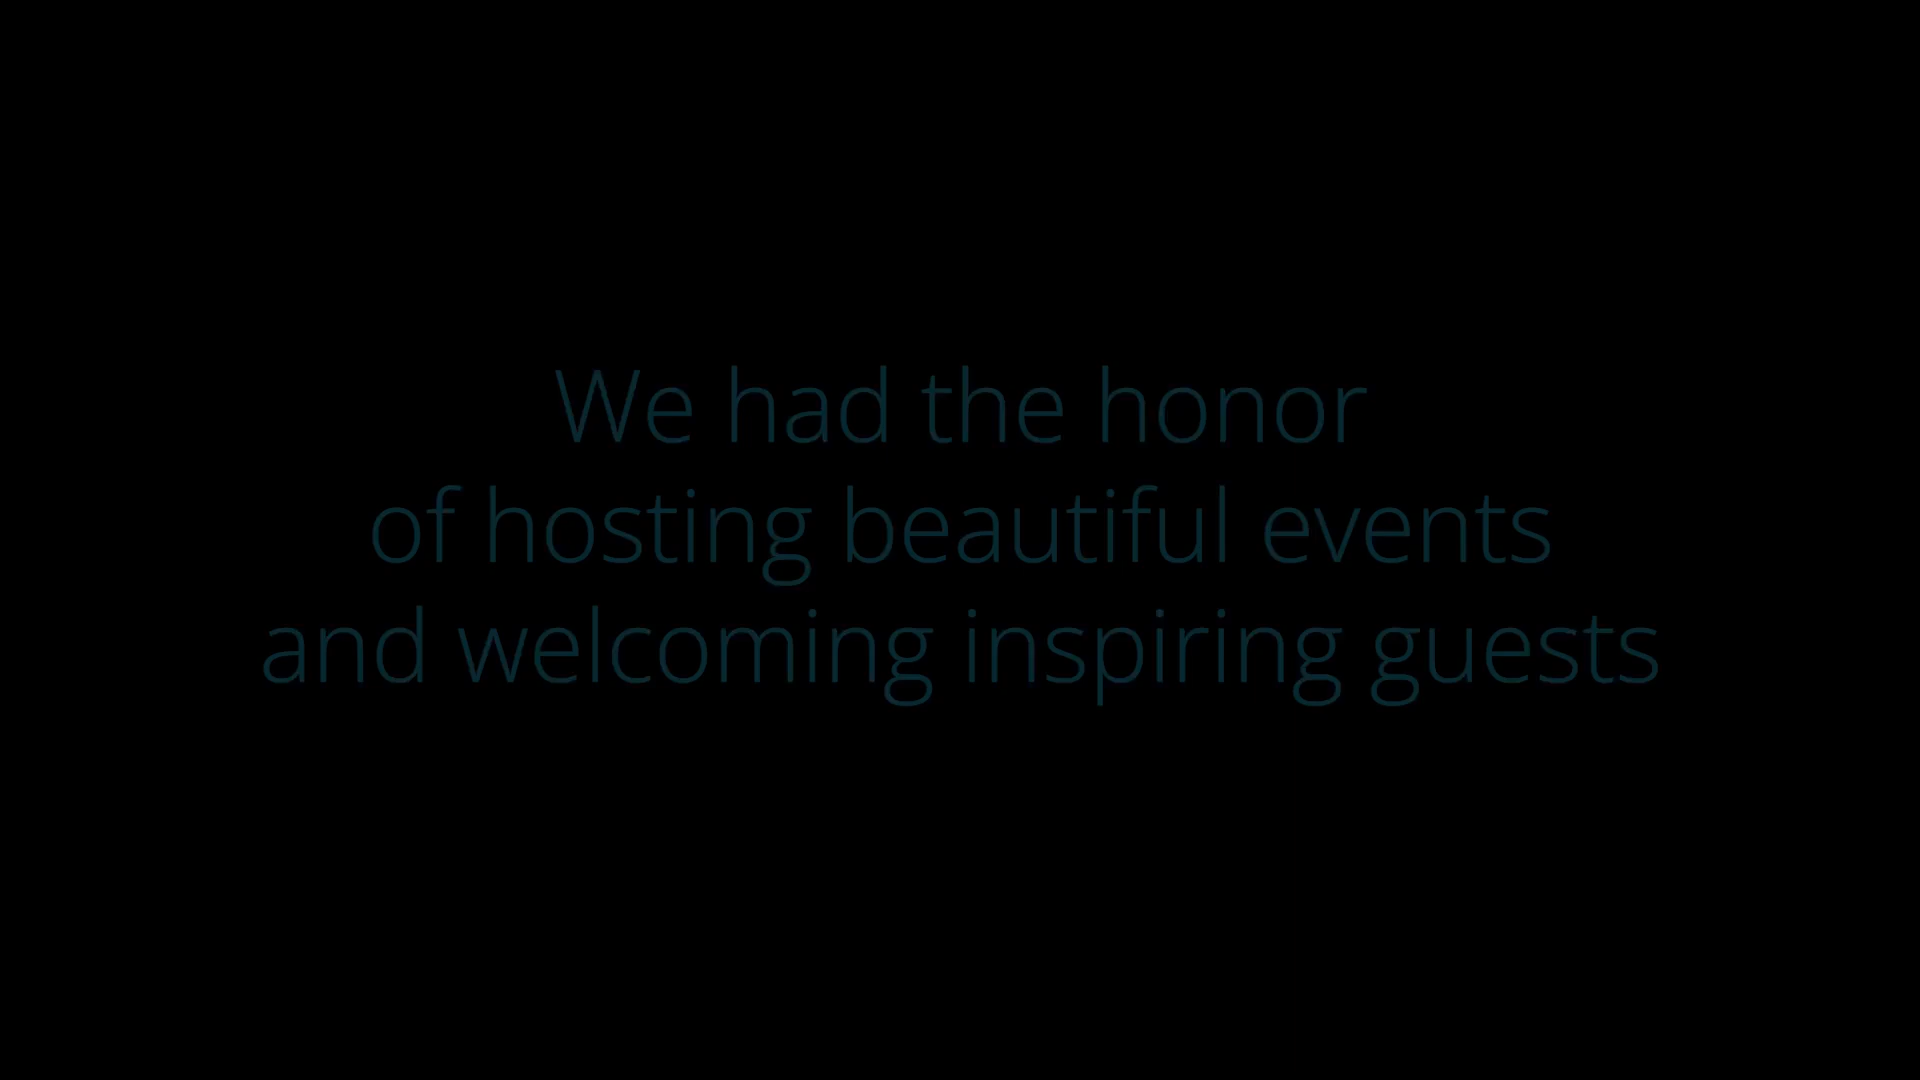 We had the honor
of hosting beautiful events
and welcoming inspiring guests